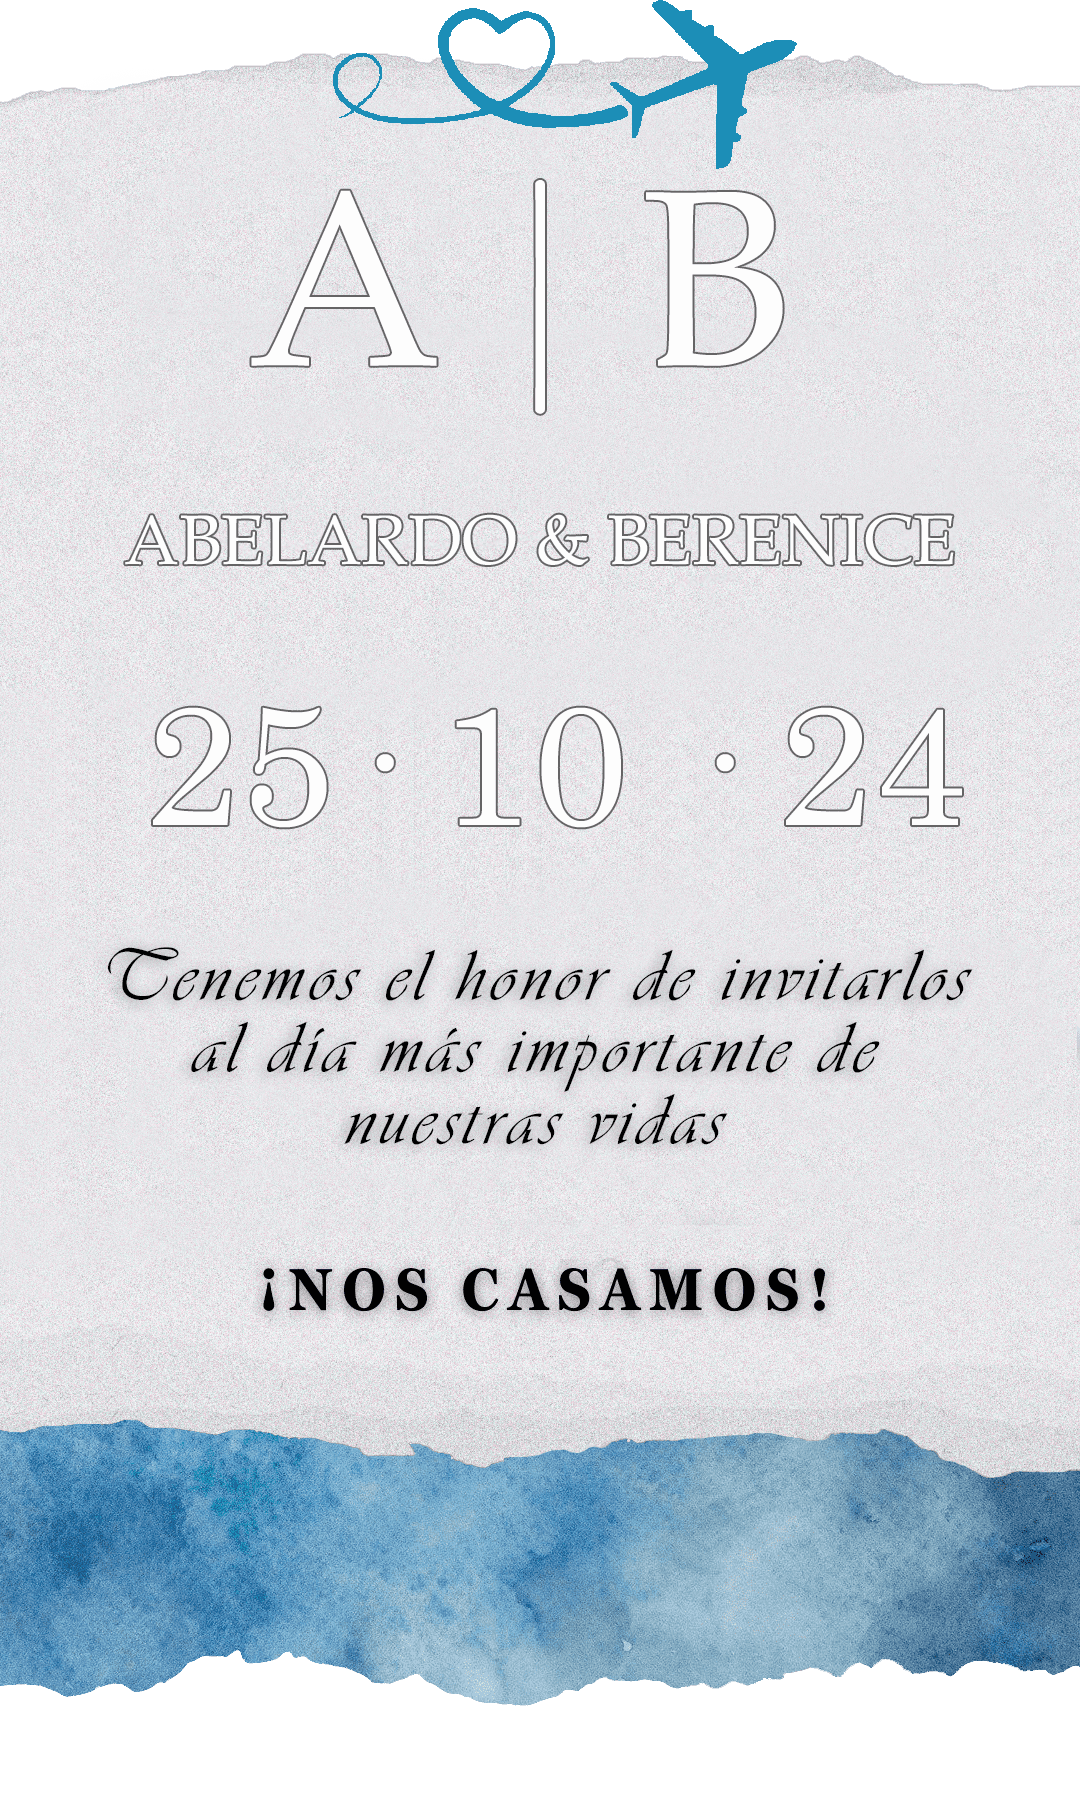 A | B
ABELARDO & BERENICE
25 · 10 · 24
Tenemos el honor de invitarlos
al día más importante de
nuestras vidas
¡NOS CASAMOS!